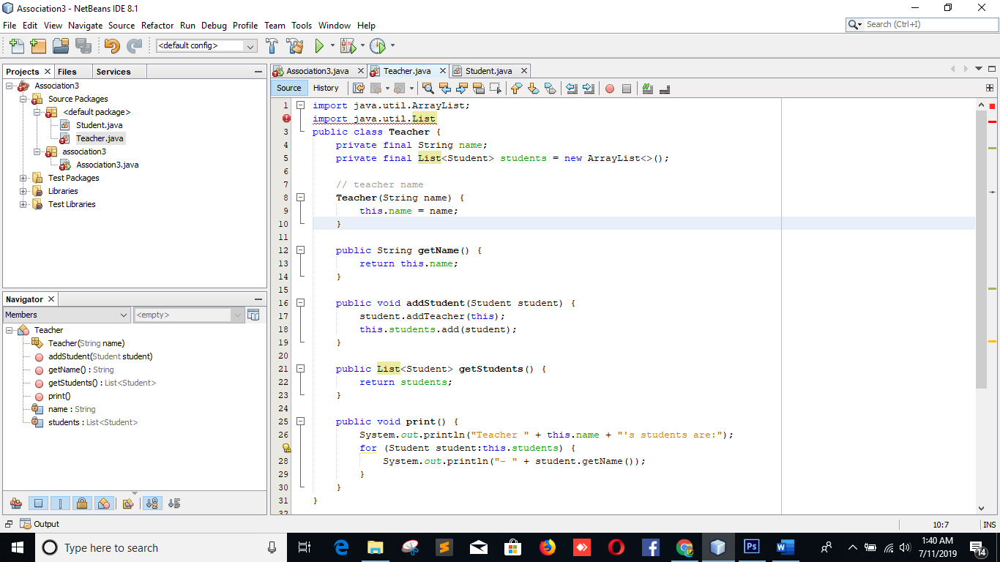 Association3 - NetBeans IDE 8.1
File Edit View Navigate Source Refactor Run Debug Profile Team Tools Window Help
Search (Ctrl+I)
<default config>
Projects Files Services
Association3
Source Packages
<default package>
Student.java
Teacher.java
association3
Association3.java
Test Packages
Libraries
Test Libraries
Navigator
Members
<empty>
Teacher
Teacher(String name)
addStudent(Student student)
getName() : String
getStudents() : List<Student>
print()
name : String
students : List<Student>
Association3.java Teacher.java Student.java
Source History
1 import java.util.ArrayList;
import java.util.List
3 public class Teacher {
4 private final String name;
5 private final List<Student> students = new ArrayList<>();
6
7 // teacher name
8 Teacher(String name) {
9 this.name = name;
10 }
11
12 public String getName() {
13 return this.name;
14 }
15
16 public void addStudent(Student student) {
17 student.addTeacher(this);
18 this.students.add(student);
19 }
20
21 public List<Student> getStudents() {
22 return students;
23 }
24
25 public void print() {
26 System.out.println("Teacher " + this.name + "'s students are:");
for (Student student:this.students) {
28 System.out.println("- " + student.getName());
29 }
30 }
31 }
32
Output
10:7 INS
Type here to search
Ps
1:40 AM
7/11/2019
14